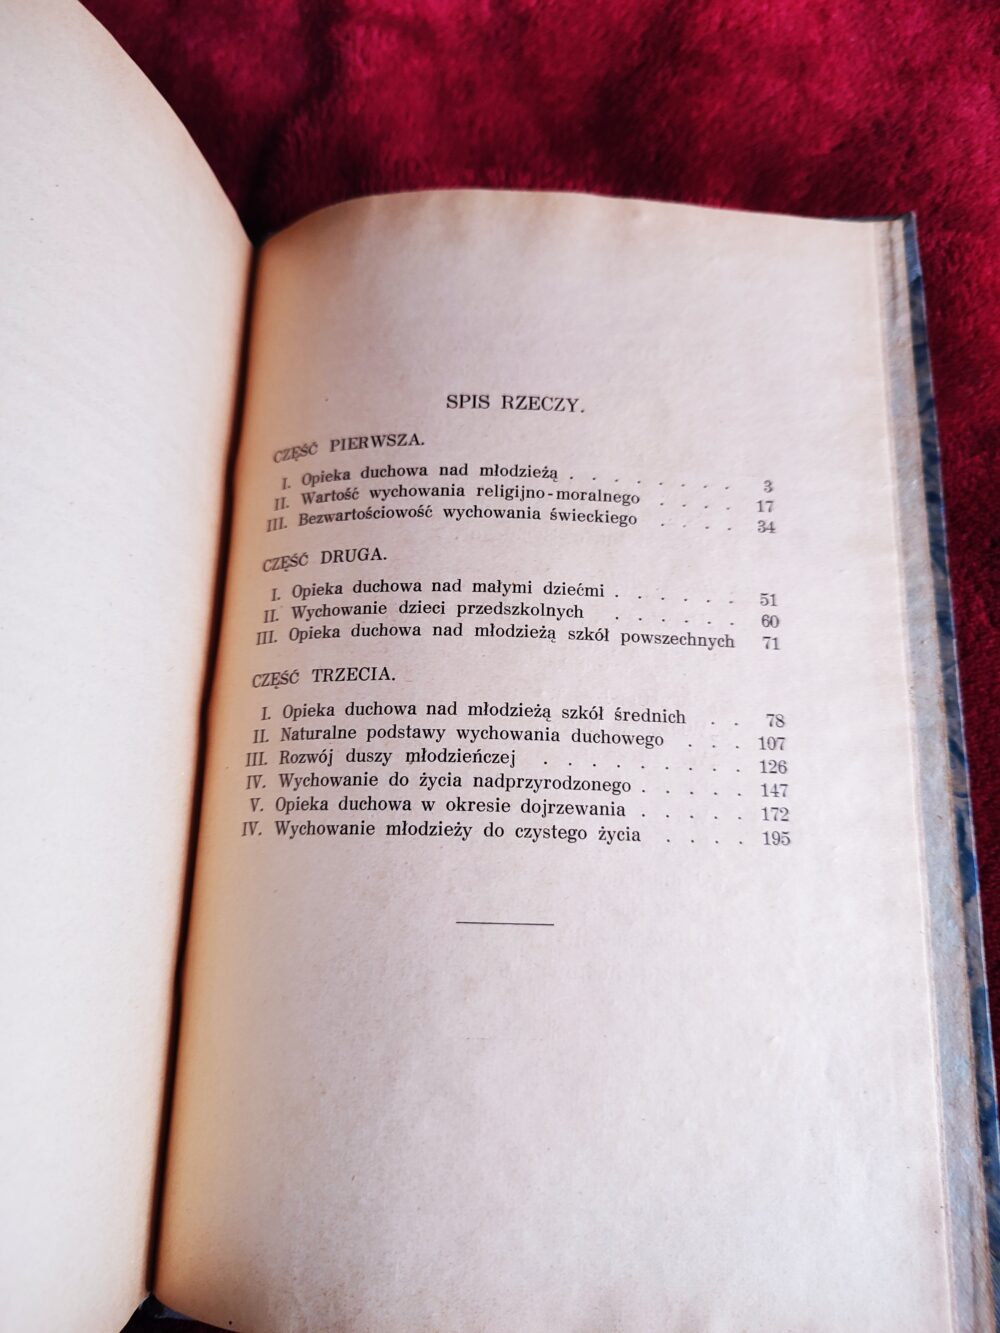 SPIS RZECZY.
CZĘŚĆ PIERWSZA.
I. Opieka duchowa nad młodzieżą . . . . . . . . 3
II. Wartość wychowania religijno-moralnego . . . . 17
III. Bezwartościowość wychowania świeckiego . . . . 34
CZĘŚĆ DRUGA.
I. Opieka duchowa nad małymi dziećmi . . . . . . 51
II. Wychowanie dzieci przedszkolnych . . . . . . 60
III. Opieka duchowa nad młodzieżą szkół powszechnych 71
CZĘŚĆ TRZECIA.
I. Opieka duchowa nad młodzieżą szkół średnich . . 78
II. Naturalne podstawy wychowania duchowego . . . 107
III. Rozwój duszy młodzieńczej . . . . . . . . . 126
IV. Wychowanie do życia nadprzyrodzonego . . . . . 147
V. Opieka duchowa w okresie dojrzewania . . . . . 172
IV. Wychowanie młodzieży do czystego życia . . . . 195